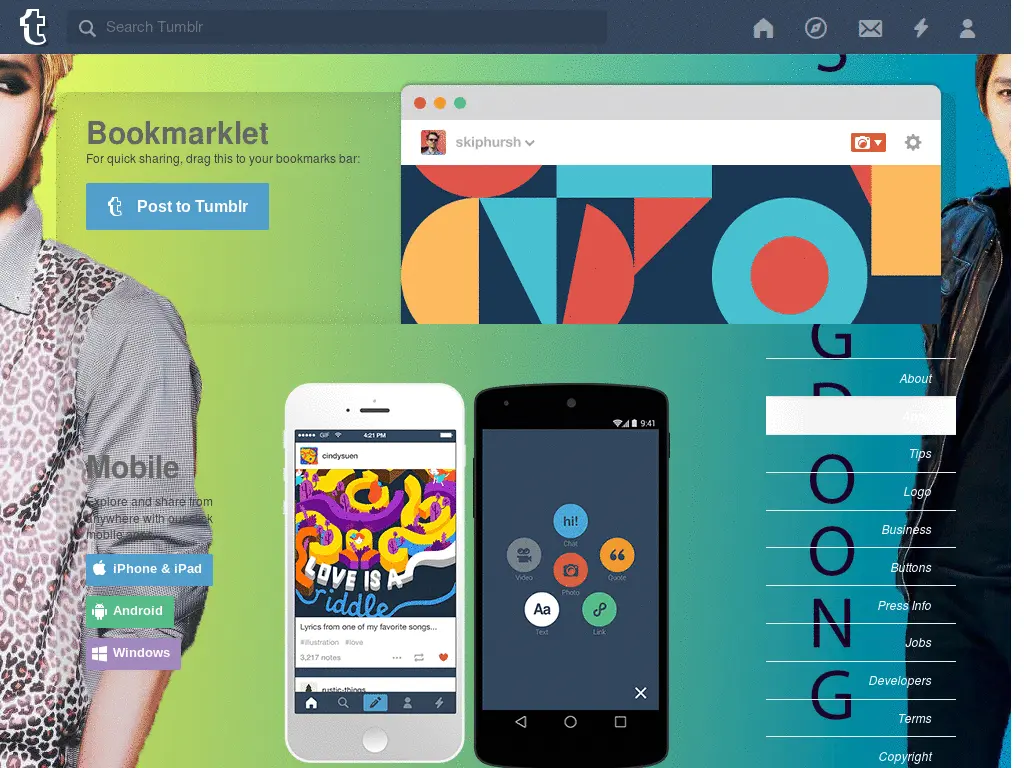 t
Search Tumblr
Bookmarklet
For quick sharing, drag this to your bookmarks bar:
t Post to Tumblr
skiphursh
G
D
O
O
N
G
About
Tips
Logo
Business
Buttons
Press Info
Jobs
Developers
Terms
Copyright
Mobile
Explore and share from
anywhere with our
mobile
iPhone & iPad
Android
Windows
GIF 4:21 PM
cindysuen
LOVE IS A
riddle
Lyrics from one of my favorite songs...
#illustration #love
3,217 notes
rustic-things
9:41
hi!
Chat
Video
Quote
Photo
Aa
Text
Link